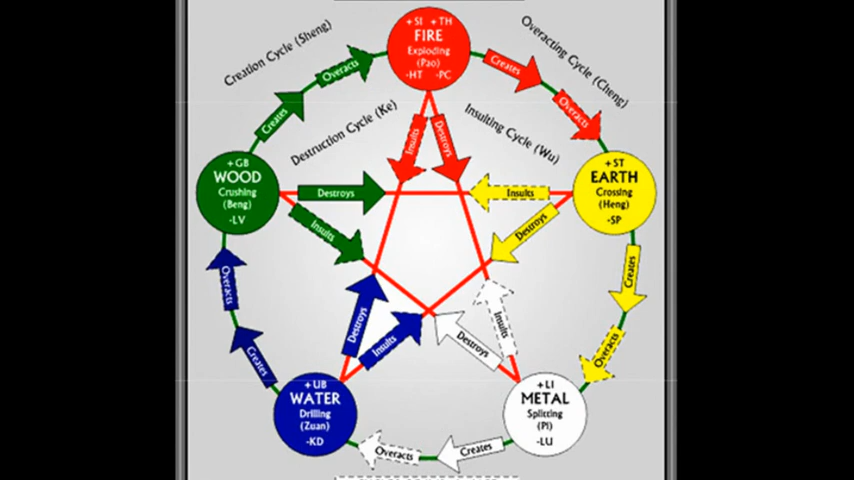 Creation Cycle (Sheng)
Overacting Cycle (Cheng)
Destruction Cycle (Ke)
Insulting Cycle (Wu)
+SI +TH
FIRE
Exploding
(Pao)
-HT -PC
Creates
Overacts
Insults
Destroys
+ST
EARTH
Crossing
(Heng)
-SP
Insults
Destroys
Creates
Overacts
+LI
METAL
Splitting
(Pi)
-LU
Insults
Destroys
Creates
Overacts
+UB
WATER
Drilling
(Zuan)
-KD
Destroys
Insults
Creates
Overacts
+GB
WOOD
Crushing
(Beng)
-LV
Destroys
Insults
Creates
Overacts